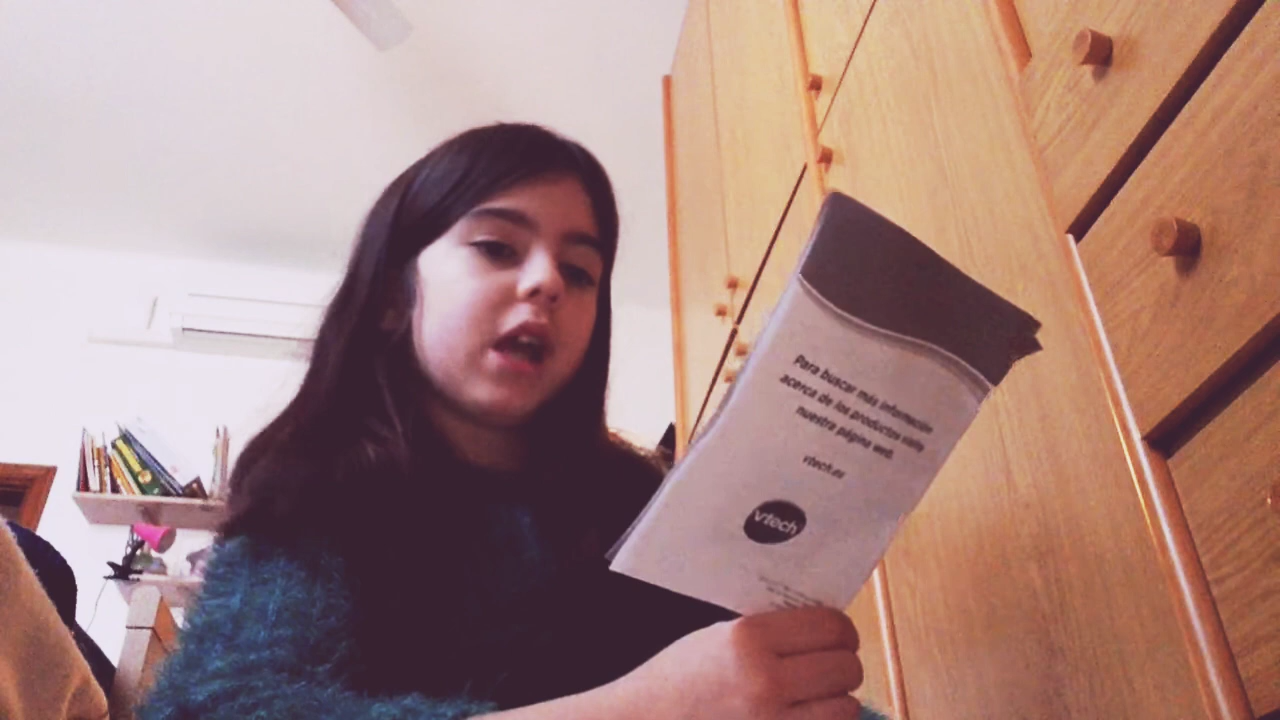 Para buscar más información
acerca de los productos visite
nuestra página web.
vtech.es
vtech